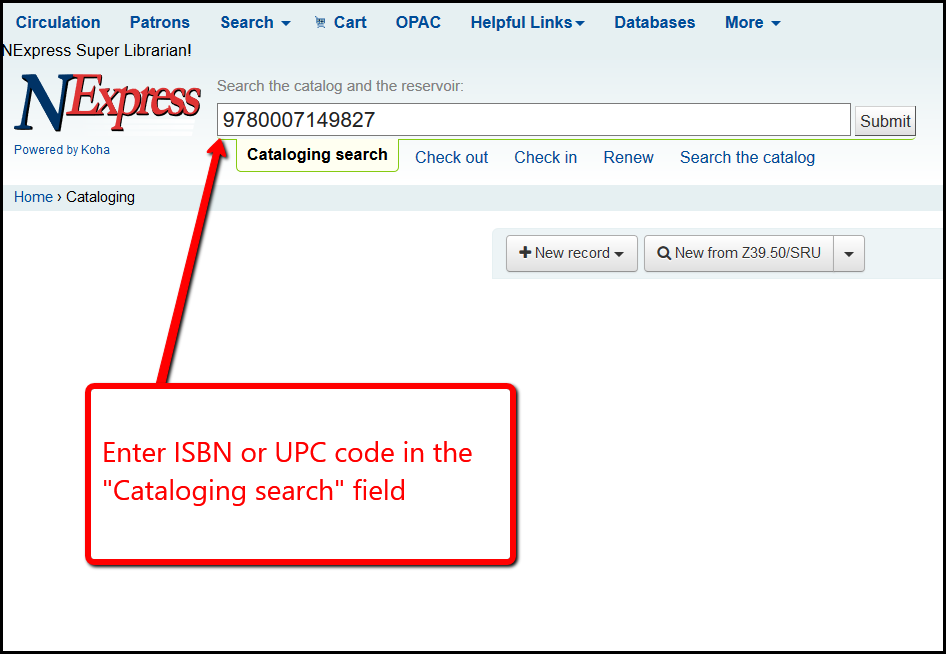 Circulation Patrons Search Cart OPAC Helpful Links Databases More
NExpress Super Librarian!
NExpress
Powered by Koha
Search the catalog and the reservoir:
9780007149827 Submit
Cataloging search Check out Check in Renew Search the catalog
Home › Cataloging
New record New from Z39.50/SRU
Enter ISBN or UPC code in the
"Cataloging search" field